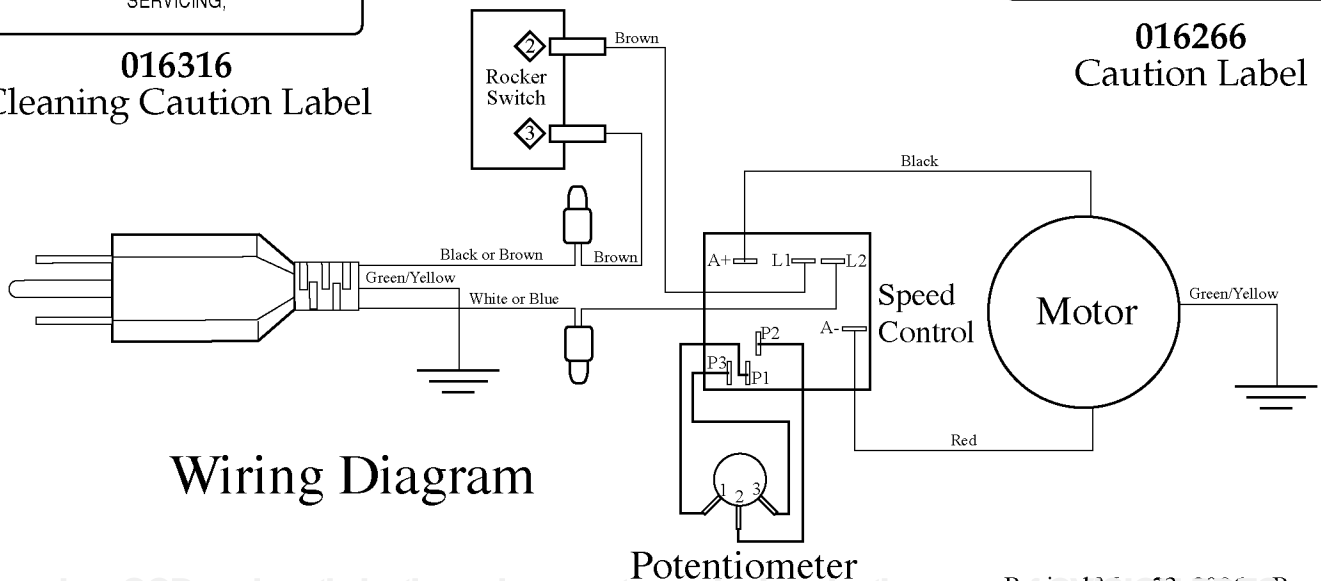 SERVICING,
016316
Cleaning Caution Label
016266
Caution Label
2
Brown
Rocker
Switch
3
Black
Black or Brown
Brown
Green/Yellow
White or Blue
A+
L1
L2
Speed
Control
A-
P2
P3
P1
Motor
Green/Yellow
Red
Wiring Diagram
1
2
3
Potentiometer